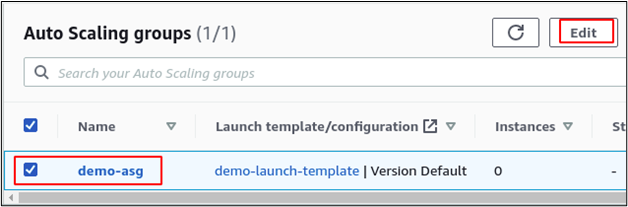 Auto Scaling groups (1/1)
Edit
Search your Auto Scaling groups
Name Launch template/configuration Instances St
demo-asg demo-launch-template | Version Default 0 -